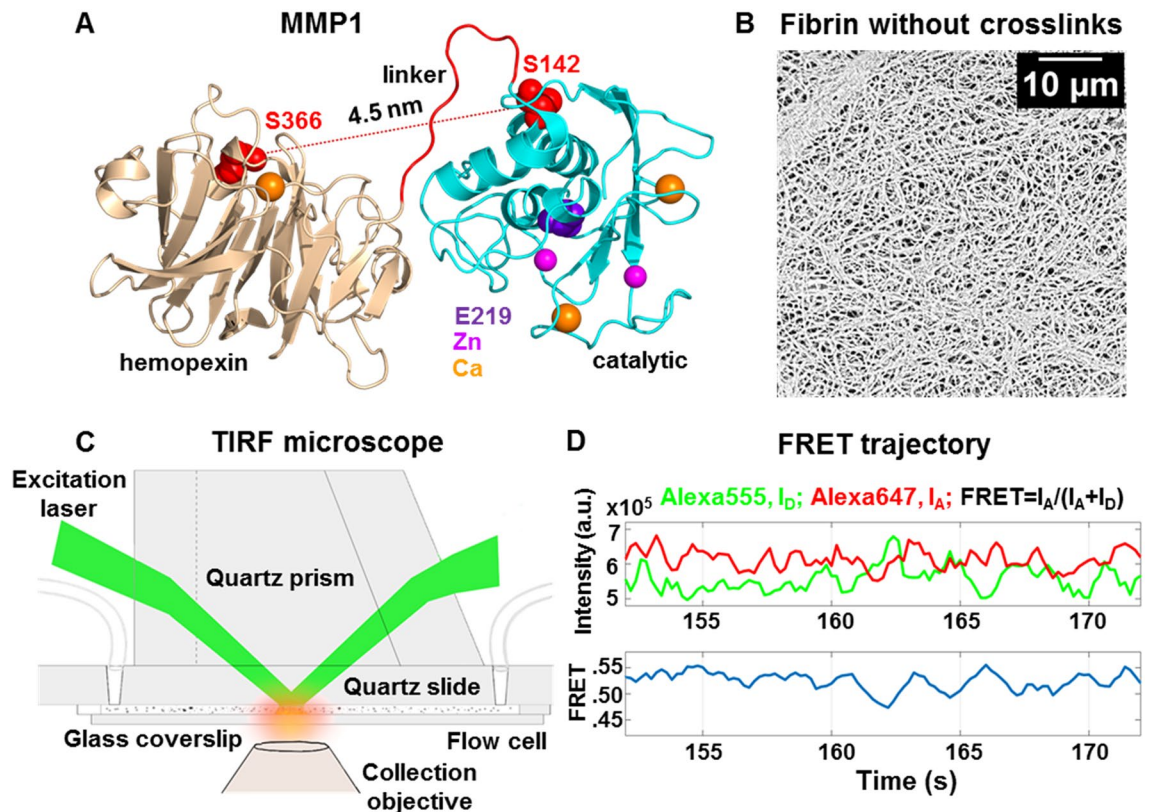 A
MMP1
linker
S142
4.5 nm
S366
E219
Zn
Ca
hemopexin
catalytic
B
Fibrin without crosslinks
10 μm
C
TIRF microscope
Excitation
laser
Quartz prism
Quartz slide
Glass coverslip
Flow cell
Collection
objective
D
FRET trajectory
Alexa555, I_D; Alexa647, I_A; FRET=I_A/(I_A+I_D)
x10⁵
Intensity (a.u.)
7
6
5
155 160 165 170
FRET
.55
.50
.45
155 160 165 170
Time (s)